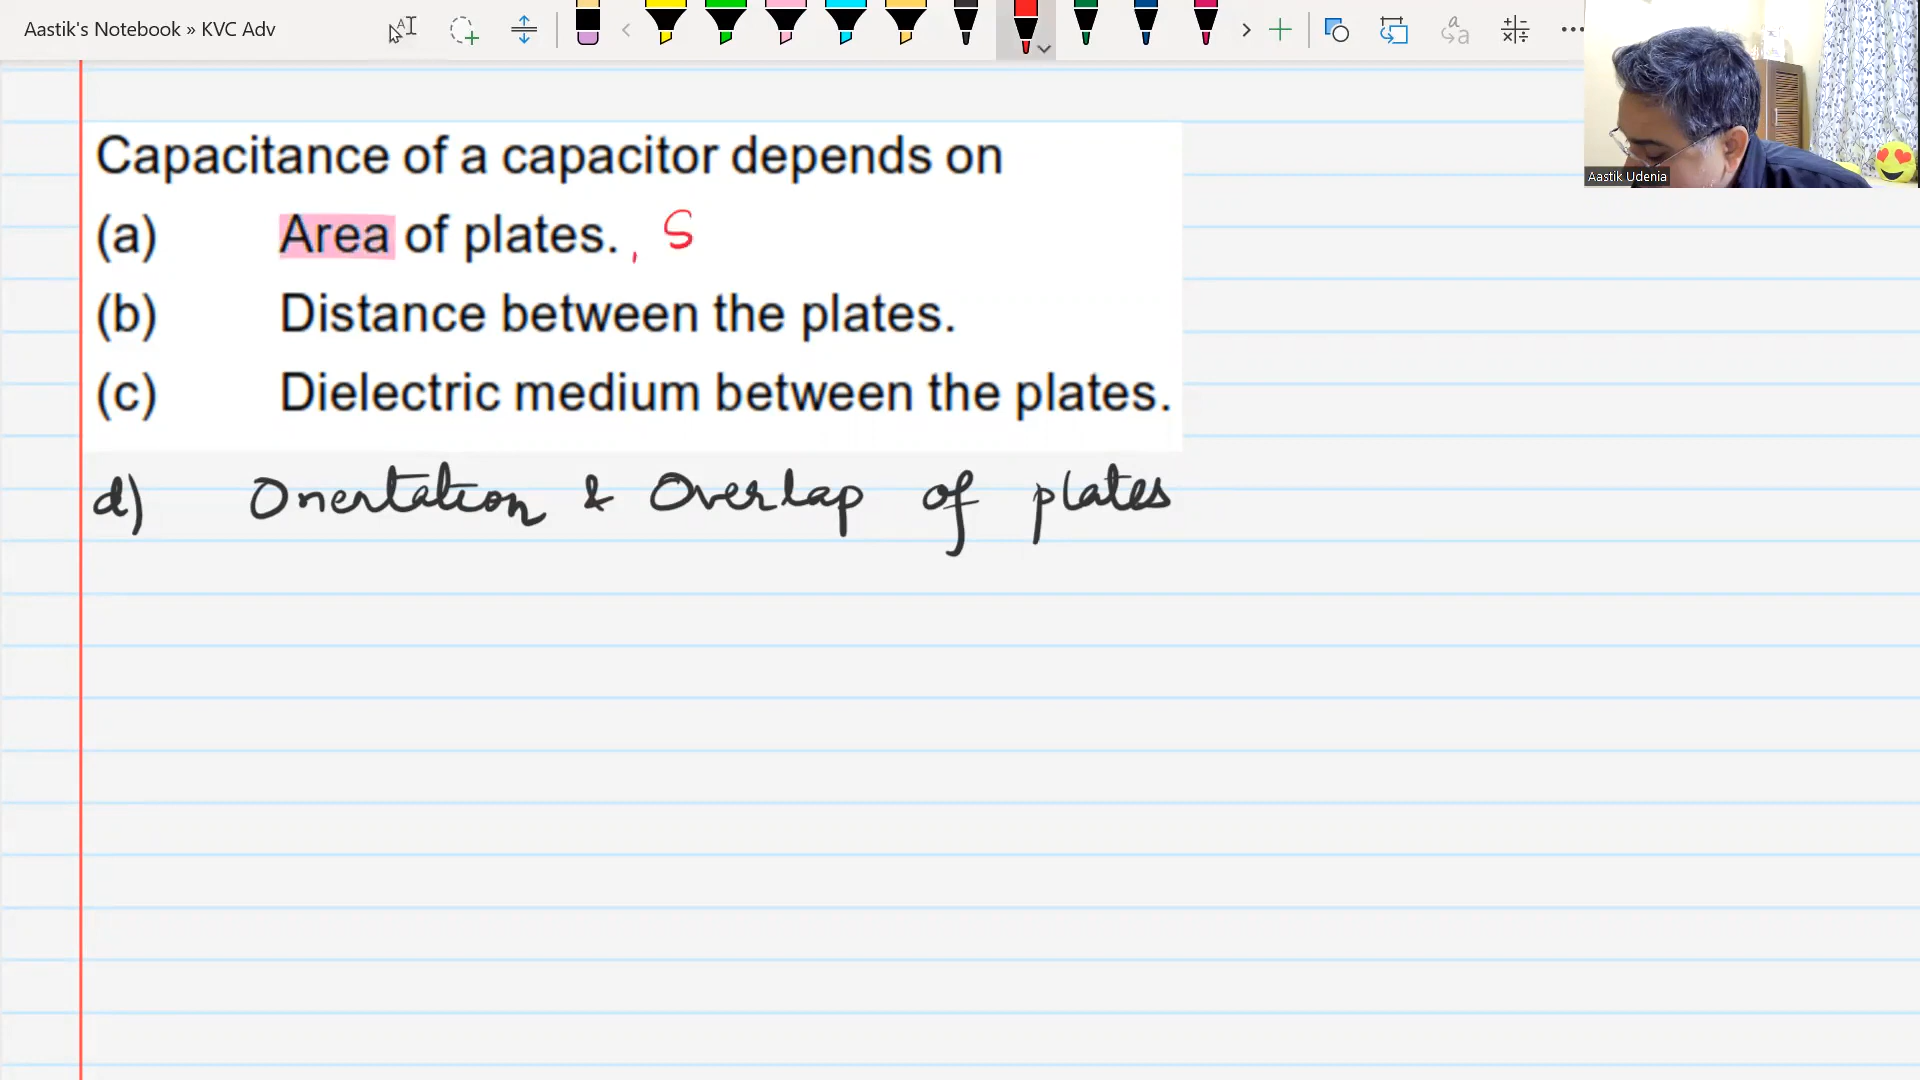 Aastik's Notebook » KVC Adv
Aastik Udenia
Capacitance of a capacitor depends on
(a) Area of plates. , S
(b) Distance between the plates.
(c) Dielectric medium between the plates.
d) Orientation & Overlap of plates